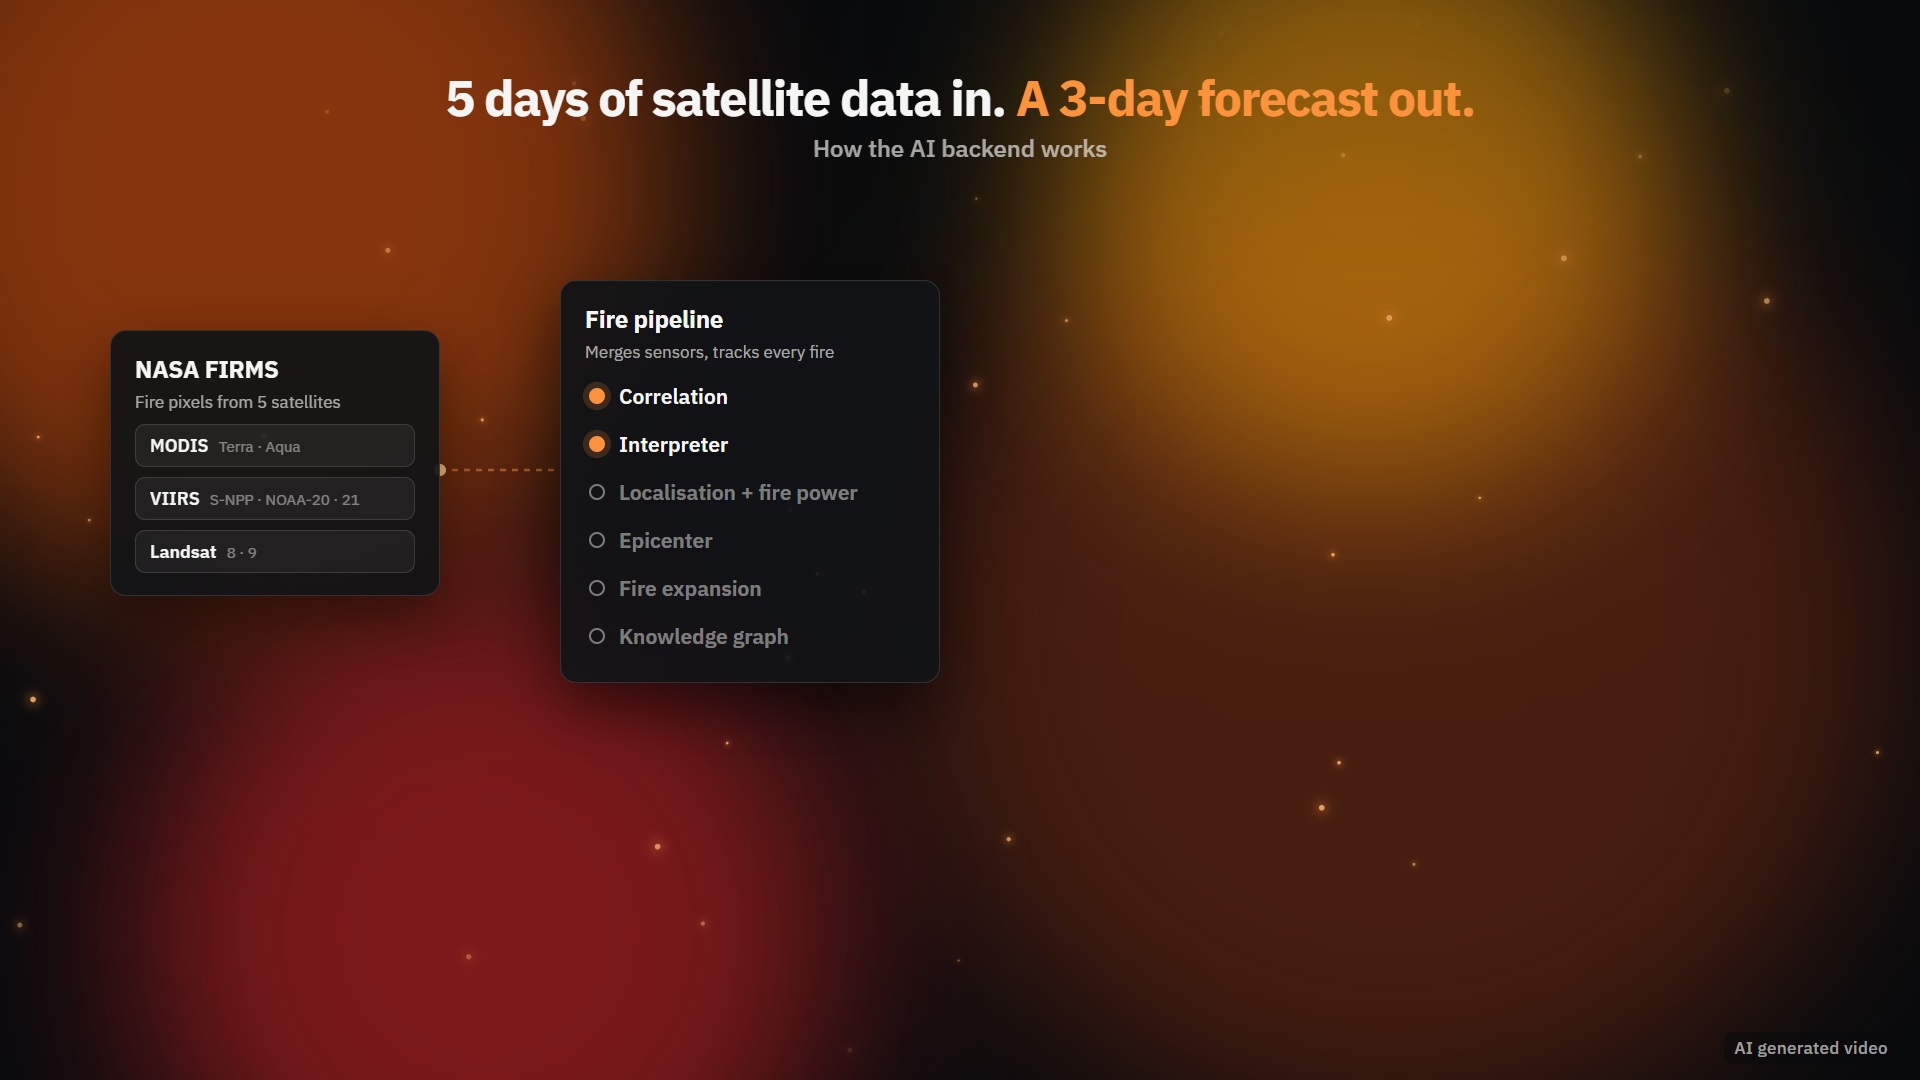 5 days of satellite data in. A 3-day forecast out.
How the AI backend works
NASA FIRMS
Fire pixels from 5 satellites
MODIS Terra · Aqua
VIIRS S-NPP · NOAA-20 · 21
Landsat 8 · 9
Fire pipeline
Merges sensors, tracks every fire
Correlation
Interpreter
Localisation + fire power
Epicenter
Fire expansion
Knowledge graph
AI generated video